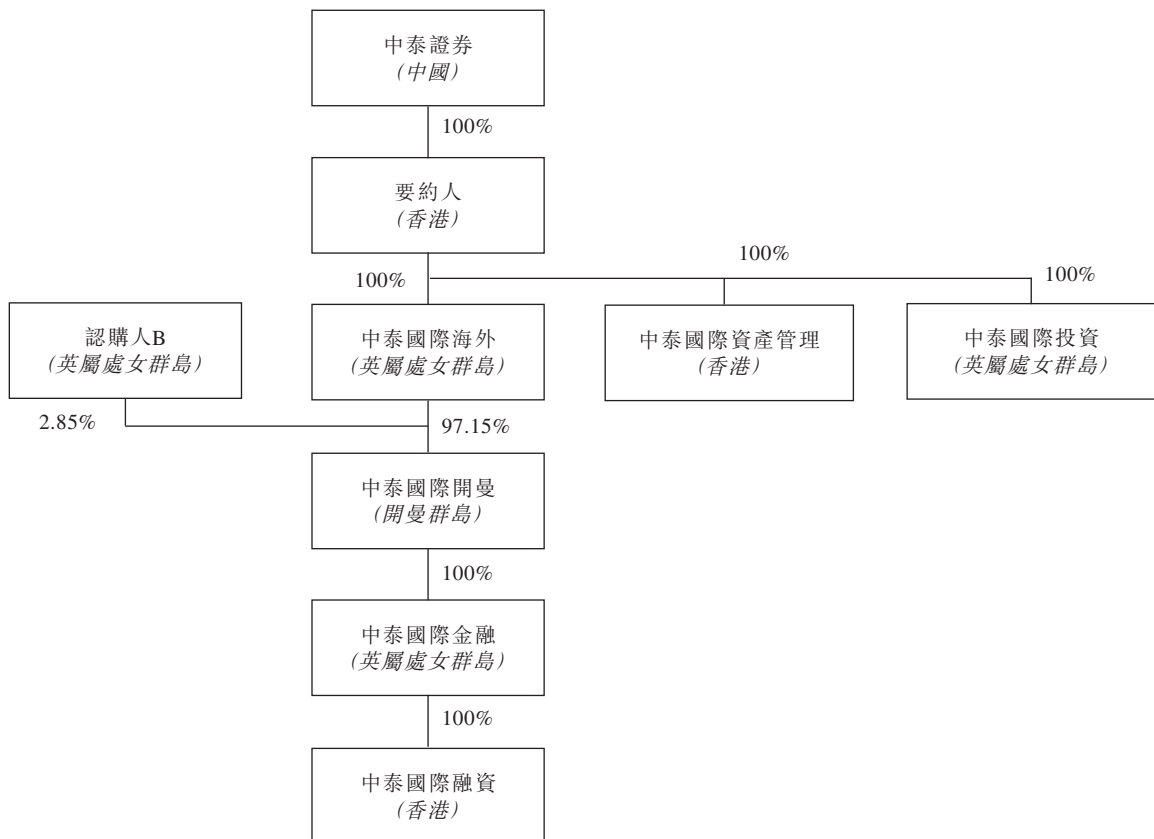 中泰證券
(中國)
100%
要約人
(香港)
100%
100%
100%
認購人B
(英屬處女群島)
中泰國際海外
(英屬處女群島)
中泰國際資產管理
(香港)
中泰國際投資
(英屬處女群島)
2.85%
97.15%
中泰國際開曼
(開曼群島)
100%
中泰國際金融
(英屬處女群島)
100%
中泰國際融資
(香港)